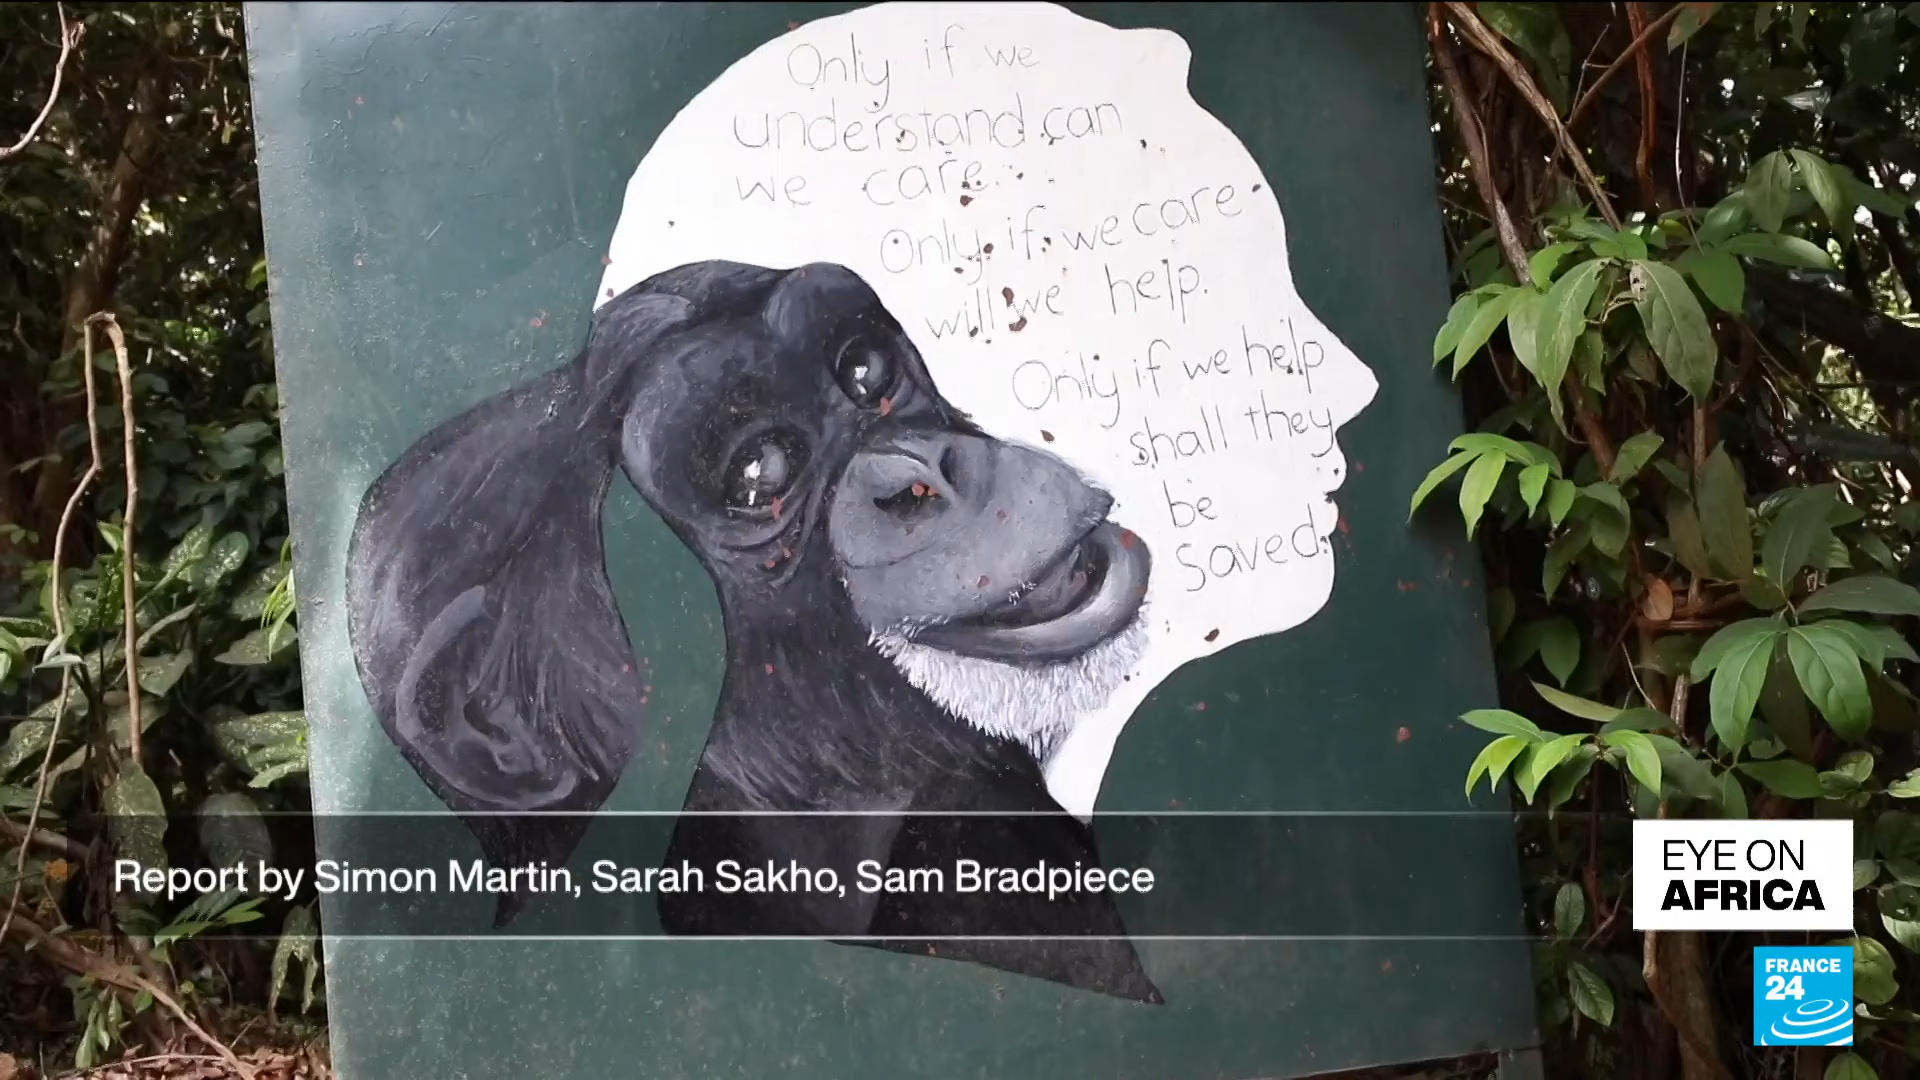 Only if we
understand can
we care.
Only if we care
will we help.
Only if we help
shall they
be
saved.
Report by Simon Martin, Sarah Sakho, Sam Bradpiece
EYE ON
AFRICA
FRANCE
24